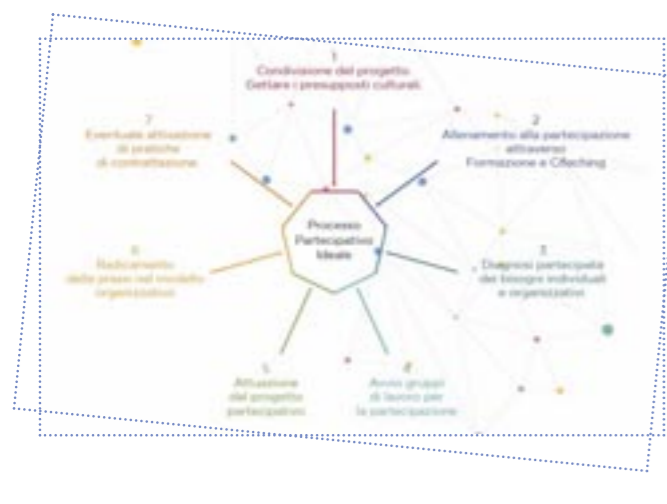 1
Condivisione del progetto
Gettare i presupposti culturali
2
Allenamento alla partecipazione
attraverso
Formazione e
3
Diagnosi partecipata
dei bisogni individuali
e organizzativi
4
Avvio gruppi
di lavoro per
la partecipazione
5
Attuazione
del progetto
partecipativo
6
Radicamento
delle prassi nel modello
organizzativo
7
Eventuale attivazione
di pratiche
di contrattazione
Processo
Partecipativo
Ideale